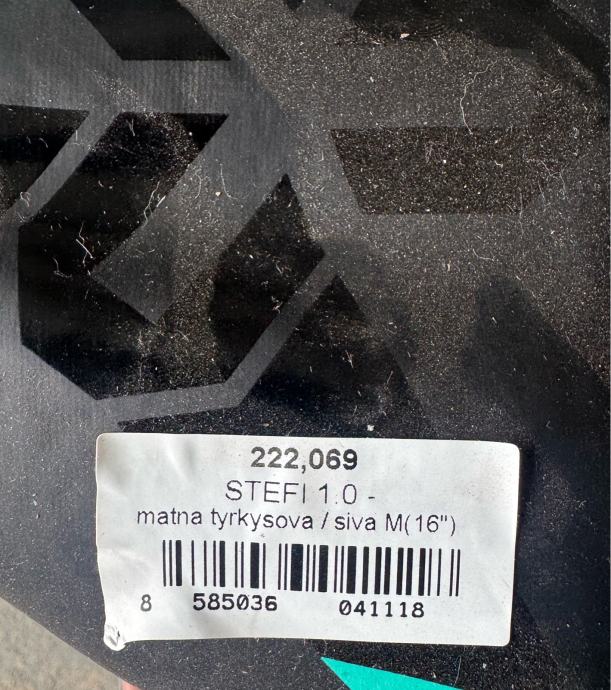 222,069
STEFI 1.0 -
matna tyrkysova / siva M(16")
8 585036 041118